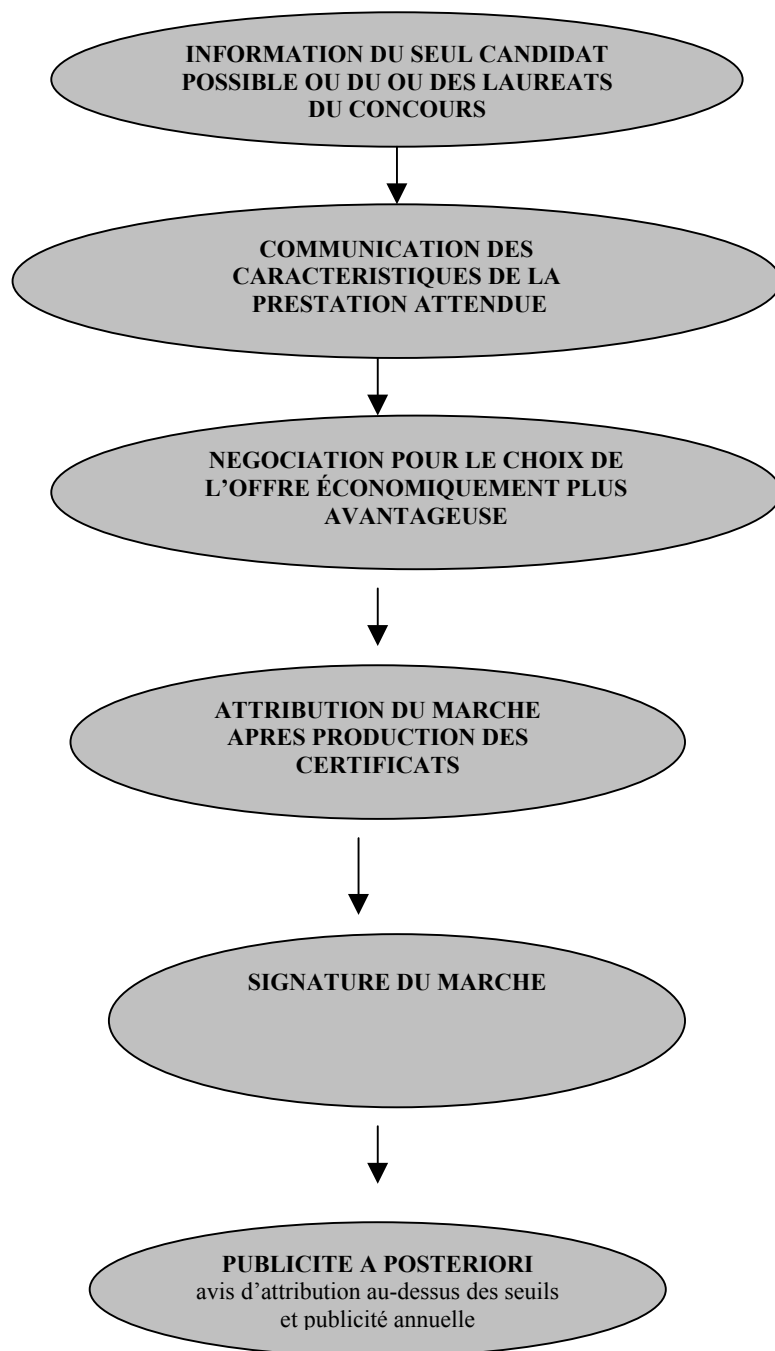 INFORMATION DU SEUL CANDIDAT
POSSIBLE OU DU OU DES LAUREATS
DU CONCOURS
COMMUNICATION DES
CARACTERISTIQUES DE LA
PRESTATION ATTENDUE
NEGOCIATION POUR LE CHOIX DE
L’OFFRE ÉCONOMIQUEMENT PLUS
AVANTAGEUSE
ATTRIBUTION DU MARCHE
APRES PRODUCTION DES
CERTIFICATS
SIGNATURE DU MARCHE
PUBLICITE A POSTERIORI
avis d’attribution au-dessus des seuils
et publicité annuelle